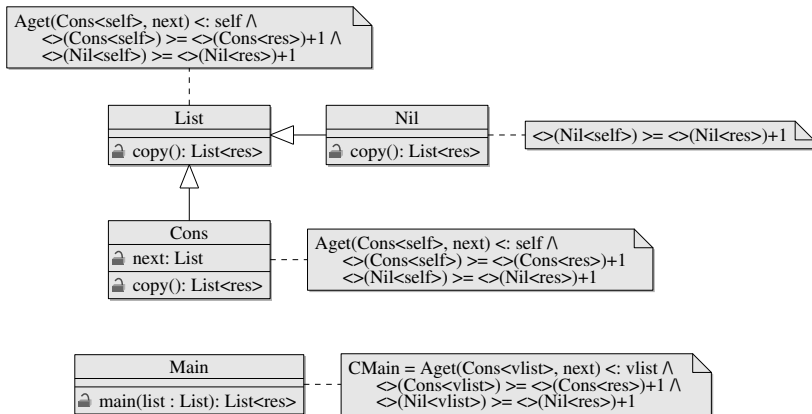 Aget(Cons<self>, next) <: self /\
<>(Cons<self>) >= <>(Cons<res>)+1 /\
<>(Nil<self>) >= <>(Nil<res>)+1
List
copy(): List<res>
Nil
copy(): List<res>
<>(Nil<self>) >= <>(Nil<res>)+1
Cons
next: List
copy(): List<res>
Aget(Cons<self>, next) <: self /\
<>(Cons<self>) >= <>(Cons<res>)+1
<>(Nil<self>) >= <>(Nil<res>)+1
Main
main(list : List): List<res>
CMain = Aget(Cons<vlist>, next) <: vlist /\
<>(Cons<vlist>) >= <>(Cons<res>)+1 /\
<>(Nil<vlist>) >= <>(Nil<res>)+1